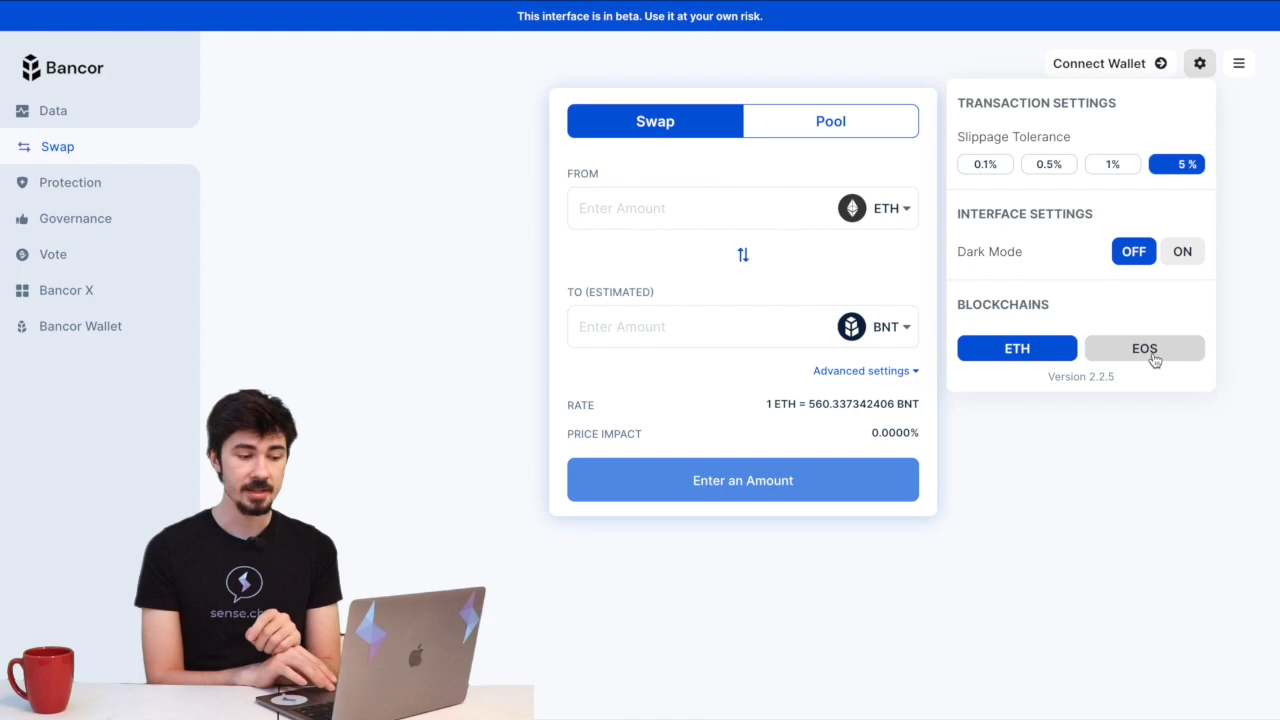 This interface is in beta. Use it at your own risk.
Bancor
Data
Swap
Protection
Governance
Vote
Bancor X
Bancor Wallet
Connect Wallet
Swap
Pool
FROM
Enter Amount
ETH
TO (ESTIMATED)
Enter Amount
BNT
Advanced settings
RATE
1 ETH = 560.337342406 BNT
PRICE IMPACT
0.0000%
Enter an Amount
TRANSACTION SETTINGS
Slippage Tolerance
0.1%
0.5%
1%
5 %
INTERFACE SETTINGS
Dark Mode
OFF
ON
BLOCKCHAINS
ETH
EOS
Version 2.2.5